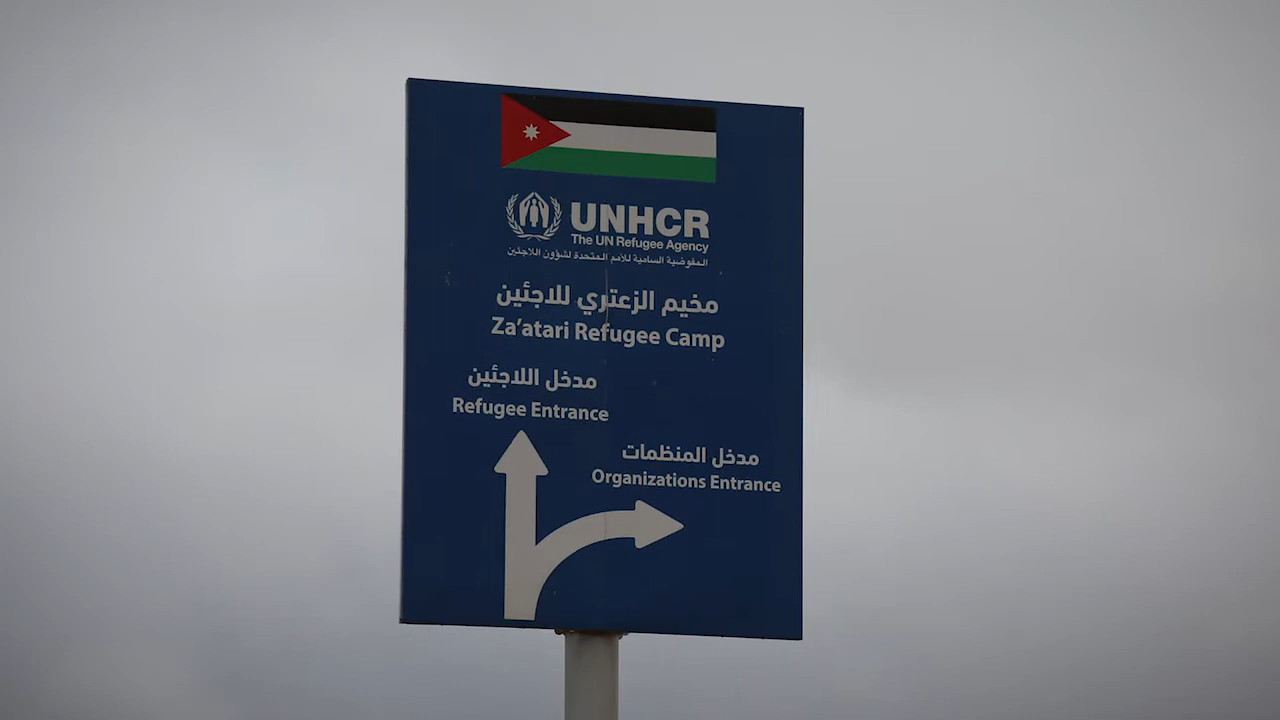 UNHCR
The UN Refugee Agency
المفوضية السامية للأمم المتحدة لشؤون اللاجئين
مخيم الزعتري للاجئين
Za'atari Refugee Camp
مدخل اللاجئين
Refugee Entrance
مدخل المنظمات
Organizations Entrance